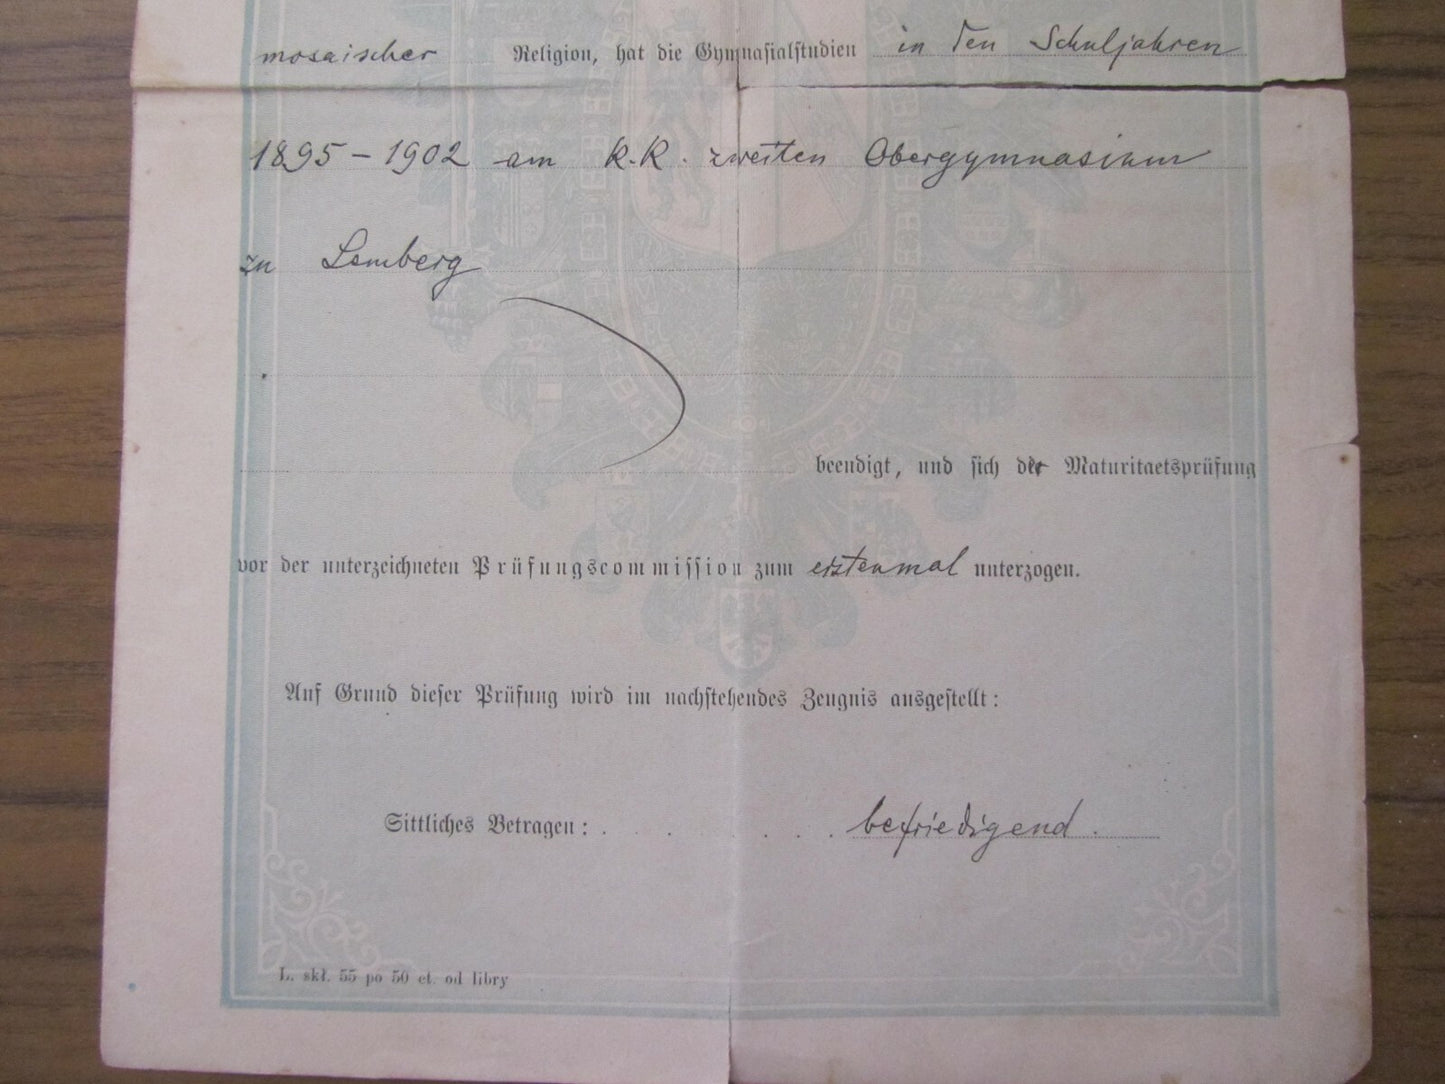 mosaischer Religion, hat die Gymnasialstudien in den Schuljahren
1895 – 1902 am k. k. zweiten Obergymnasium
zu Lemberg
beendigt, und sich der Maturitaetsprüfung
vor der unterzeichneten Prüfungscommission zum erstenmal unterzogen.
Auf Grund dieser Prüfung wird im nachstehendes Zeugnis ausgestellt:
Sittliches Betragen: . . . . . . befriedigend.
L. skł. 55 po 50 et. od libry